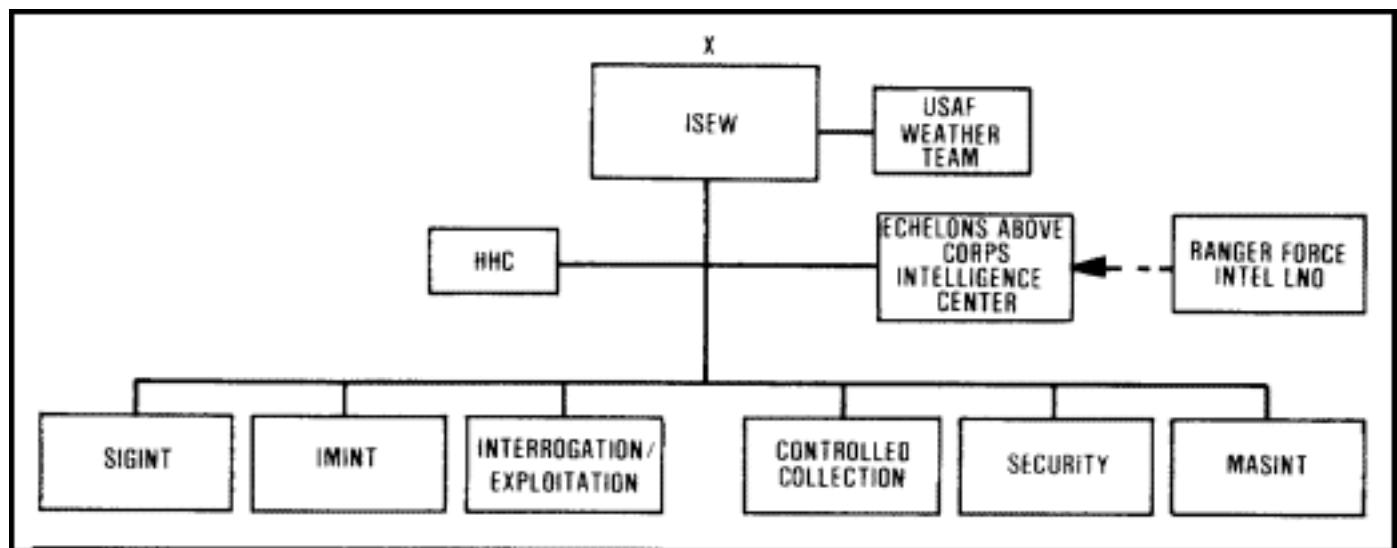 X
ISEW
USAF
WEATHER
TEAM
HHC
ECHELONS ABOVE
CORPS
INTELLIGENCE
CENTER
RANGER FORCE
INTEL LNO
SIGINT
IMINT
INTERROGATION/
EXPLOITATION
CONTROLLED
COLLECTION
SECURITY
MASINT